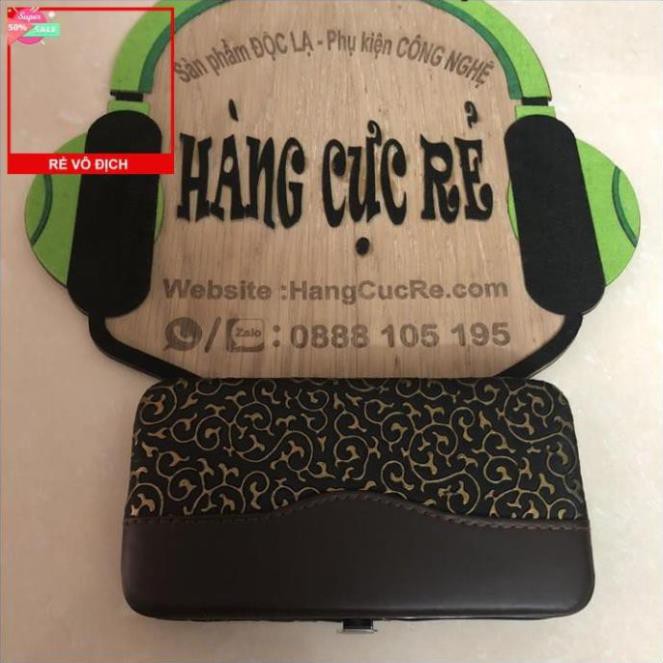 Super
50% SALE
RẺ VÔ ĐỊCH
Sản phẩm ĐỘC LẠ - Phụ kiện CÔNG NGHỆ
HÀNG CỰC RẺ
Website :HangCucRe.com
/ Zalo : 0888 105 195